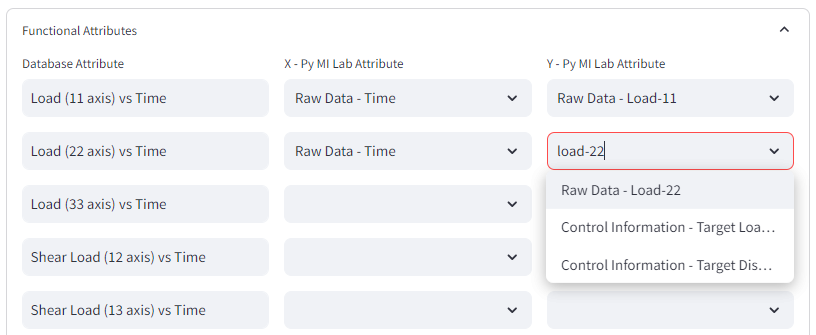 Functional Attributes
Database Attribute X - Py MI Lab Attribute Y - Py MI Lab Attribute
Load (11 axis) vs Time Raw Data - Time Raw Data - Load-11
Load (22 axis) vs Time Raw Data - Time load-22
Raw Data - Load-22
Load (33 axis) vs Time
Control Information - Target Loa...
Shear Load (12 axis) vs Time
Control Information - Target Dis...
Shear Load (13 axis) vs Time